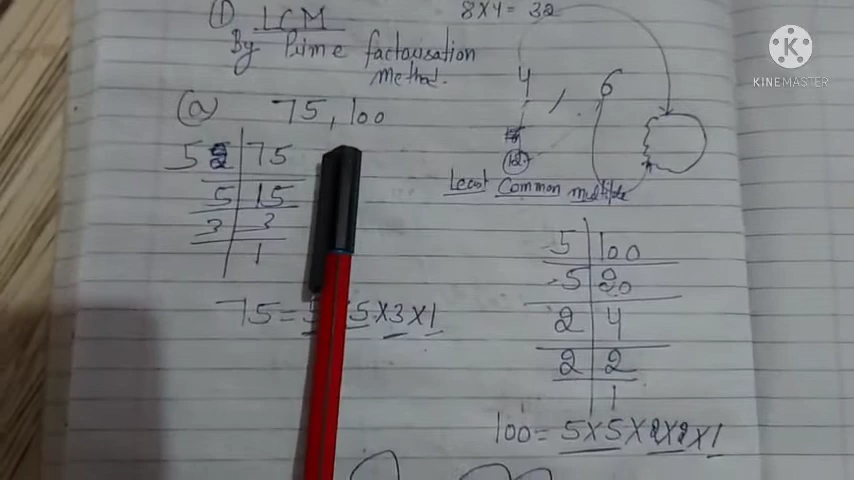 ① LCM
8×4 = 32
By Prime factorisation
Method.
4, 6
(a) 75, 100
12
Least Common multiple
5 | 75
5 | 15
3 | 3
1
75 = 5×5×3×1
5 | 100
5 | 20
2 | 4
2 | 2
1
100 = 5×5×2×2×1
K
KINEMASTER